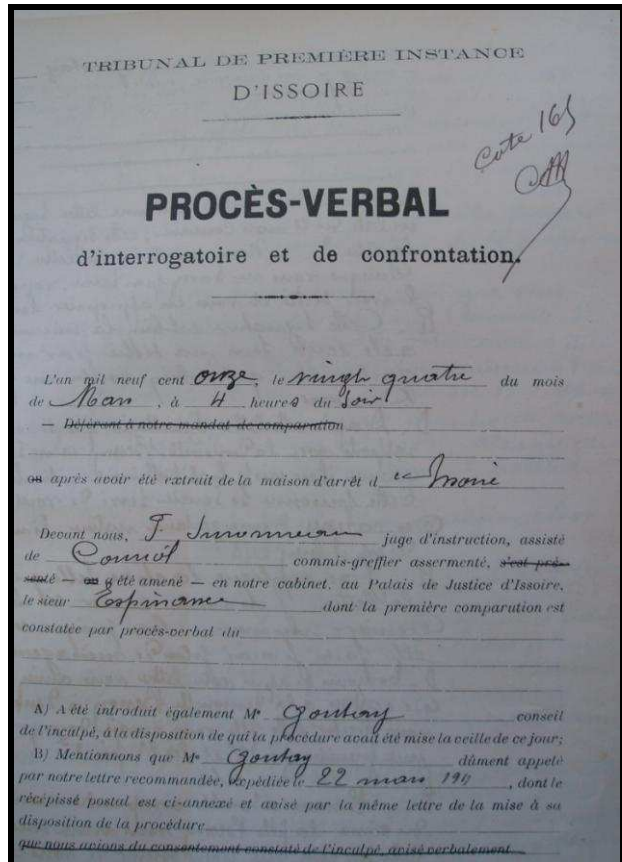 TRIBUNAL DE PREMIÈRE INSTANCE
D'ISSOIRE
Cote 165
PROCÈS-VERBAL
d'interrogatoire et de confrontation.
L'an mil neuf cent onze, le vingt quatre du mois
de Mars, à 4 heures du soir
— Déférant à notre mandat de comparution
ou après avoir été extrait de la maison d'arrêt d
Devant nous, juge d'instruction, assisté
de commis-greffier assermenté, s'est pré-
senté — ou a été amené — en notre cabinet, au Palais de Justice d'Issoire,
le sieur Espinasse dont la première comparution est
constatée par procès-verbal du
A) A été introduit également Me Goutay conseil
de l'inculpé, à la disposition de qui la procédure avait été mise la veille de ce jour;
B) Mentionnons que Me Goutay dûment appelé
par notre lettre recommandée, expédiée le 22 mars 1911, dont le
récépissé postal est ci-annexé et avisé par la même lettre de la mise à sa
disposition de la procédure
que nous avions du consentement constaté de l'inculpé, avisé verbalement